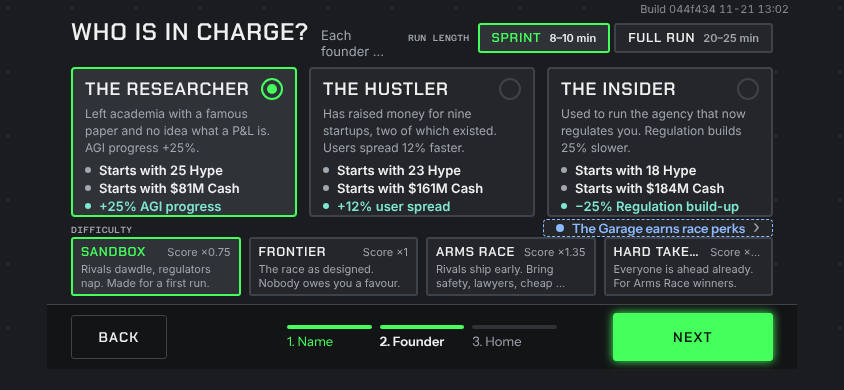 Build 044f434 11-21 13:02
WHO IS IN CHARGE?
Each
founder ...
RUN LENGTH
SPRINT 8–10 min
FULL RUN 20–25 min
THE RESEARCHER
Left academia with a famous
paper and no idea what a P&L is.
AGI progress +25%.
Starts with 25 Hype
Starts with $81M Cash
+25% AGI progress
THE HUSTLER
Has raised money for nine
startups, two of which existed.
Users spread 12% faster.
Starts with 23 Hype
Starts with $161M Cash
+12% user spread
THE INSIDER
Used to run the agency that now
regulates you. Regulation builds
25% slower.
Starts with 18 Hype
Starts with $184M Cash
−25% Regulation build-up
DIFFICULTY
The Garage earns race perks
SANDBOX Score ×0.75
Rivals dawdle, regulators
nap. Made for a first run.
FRONTIER Score ×1
The race as designed.
Nobody owes you a favour.
ARMS RACE Score ×1.35
Rivals ship early. Bring
safety, lawyers, cheap ...
HARD TAKE... Score ×...
Everyone is ahead already.
For Arms Race winners.
BACK
1. Name
2. Founder
3. Home
NEXT